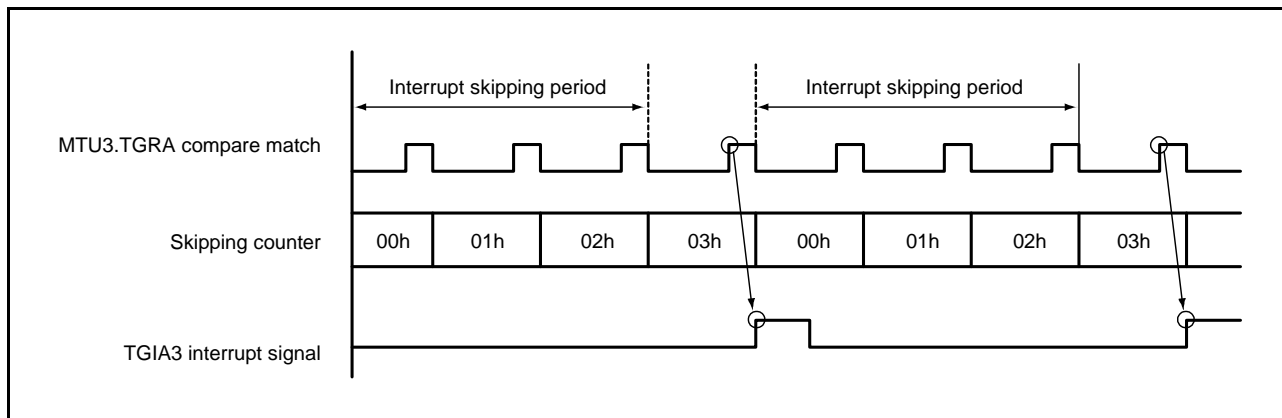 Interrupt skipping period Interrupt skipping period
MTU3.TGRA compare match
Skipping counter 00h 01h 02h 03h 00h 01h 02h 03h
TGIA3 interrupt signal